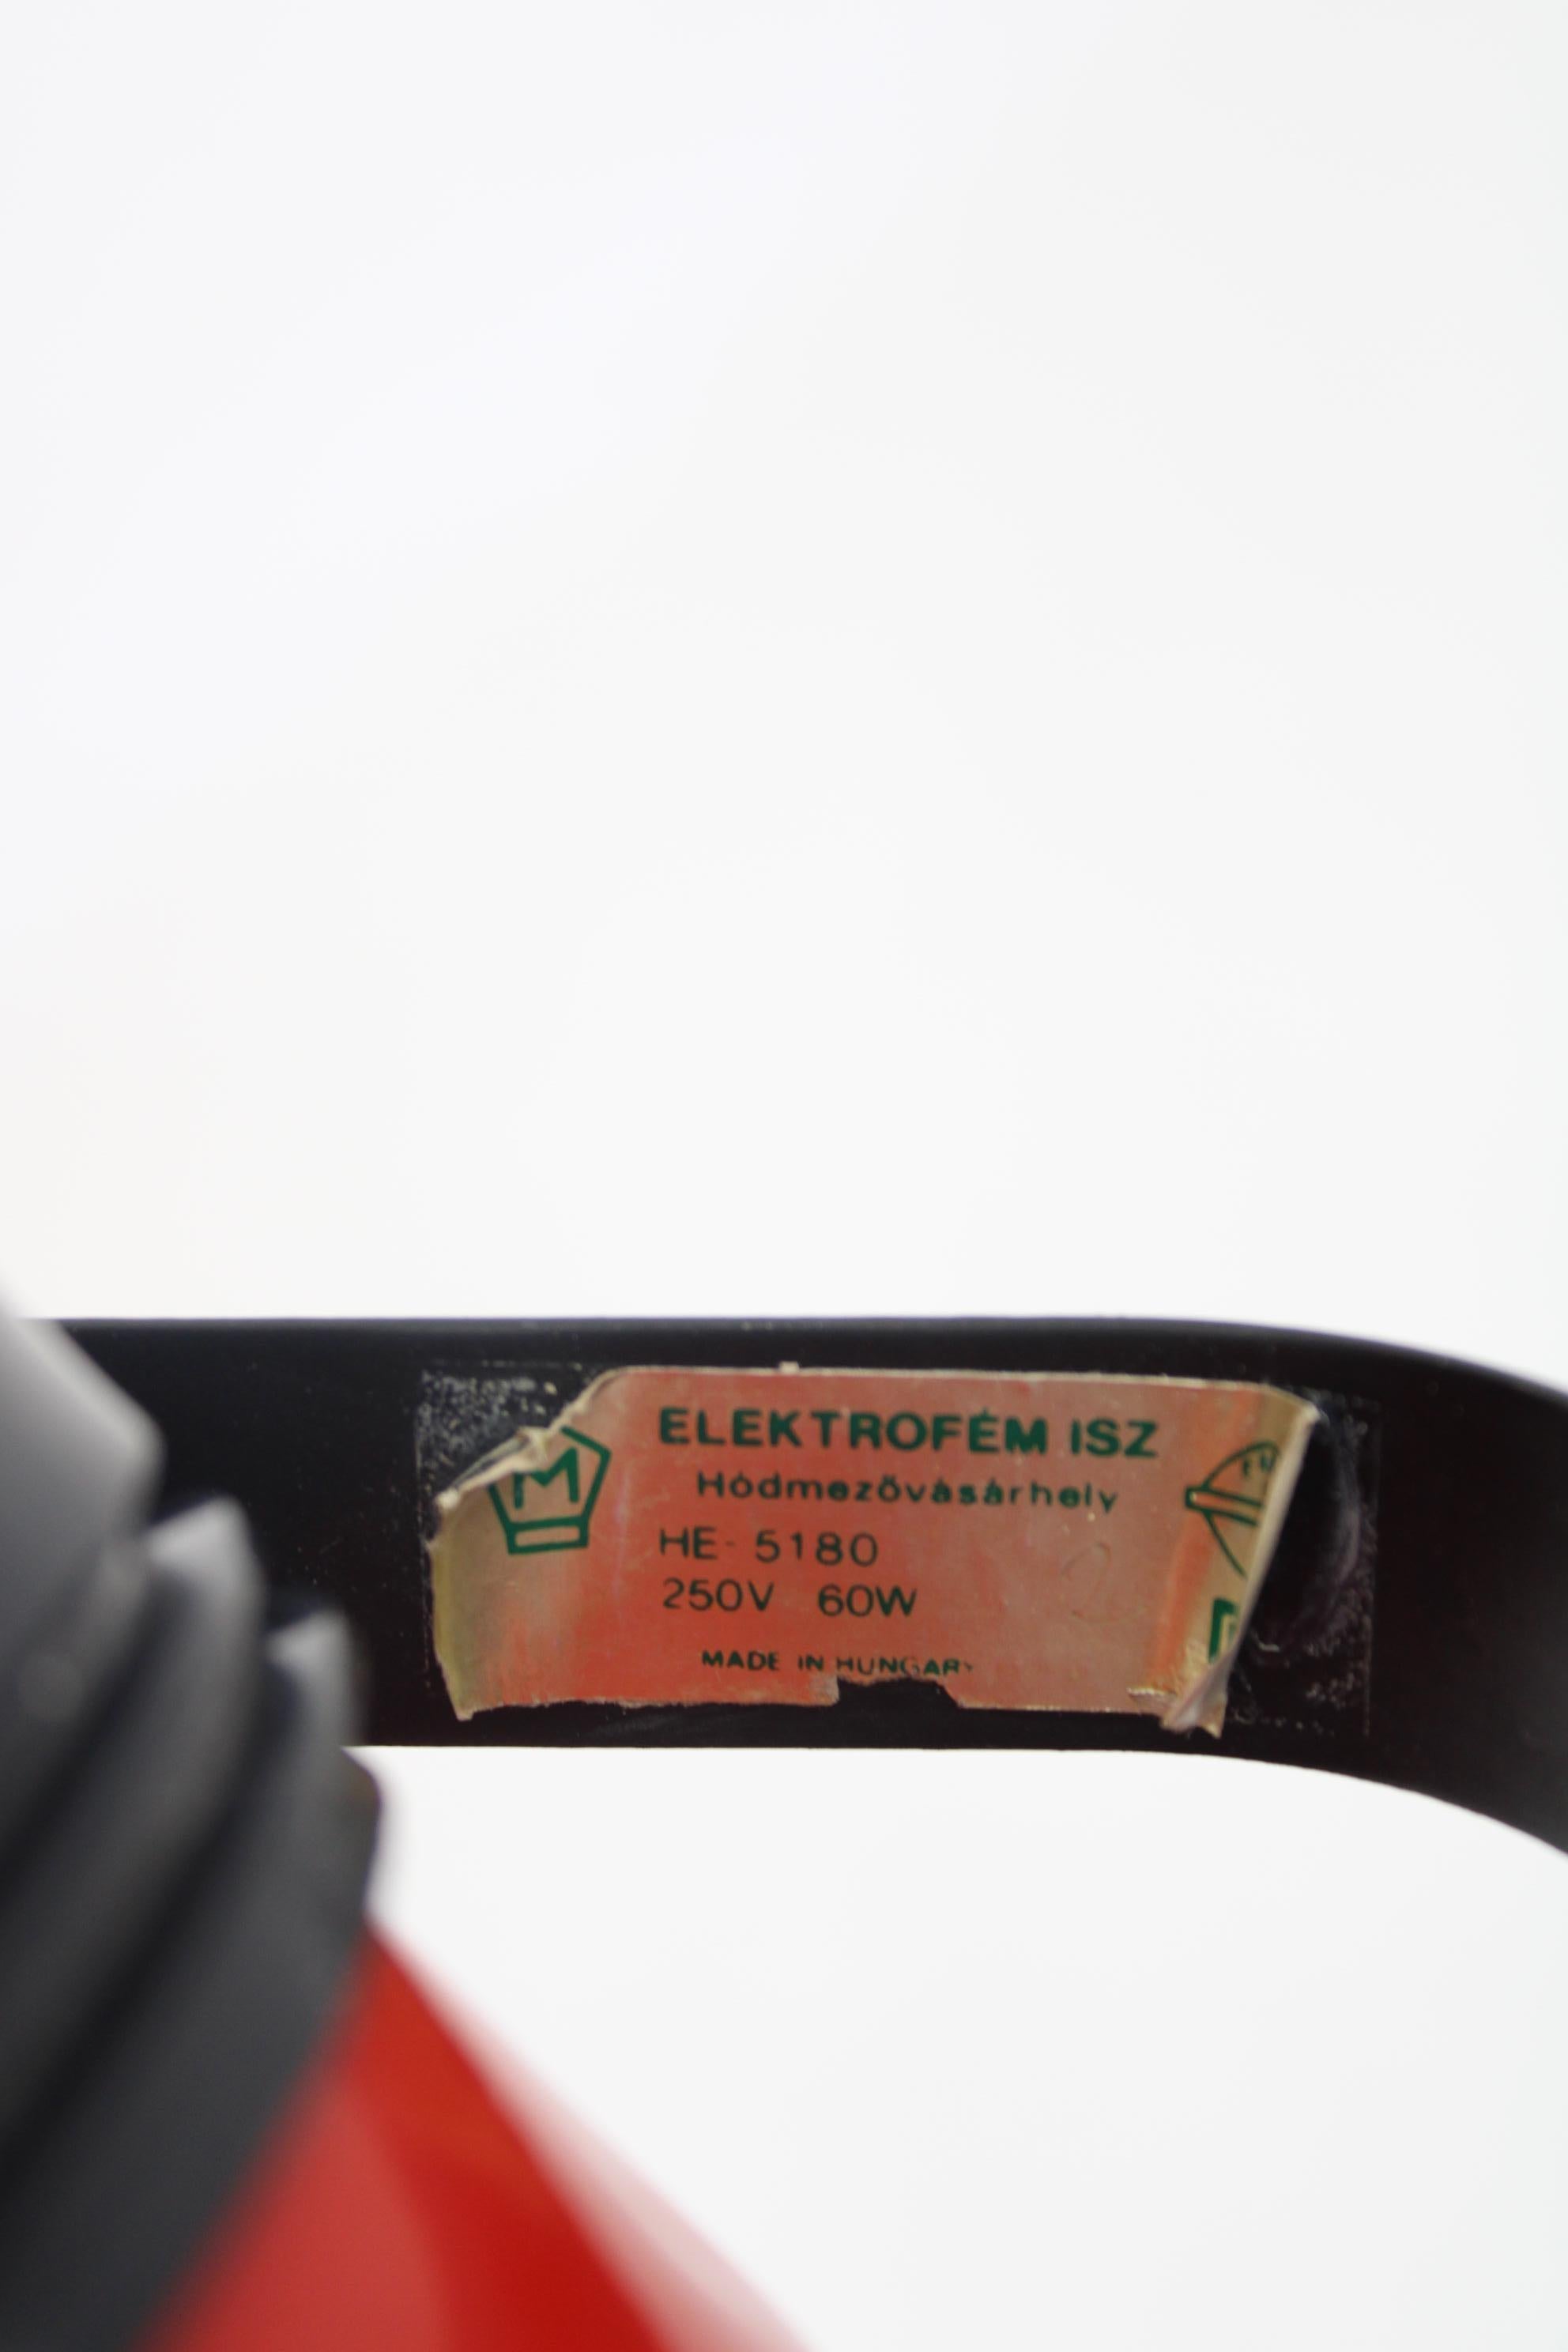 M
ELEKTROFÉM ISZ
Hódmezővásárhely
HE-5180
250V 60W
MADE IN HUNGARY